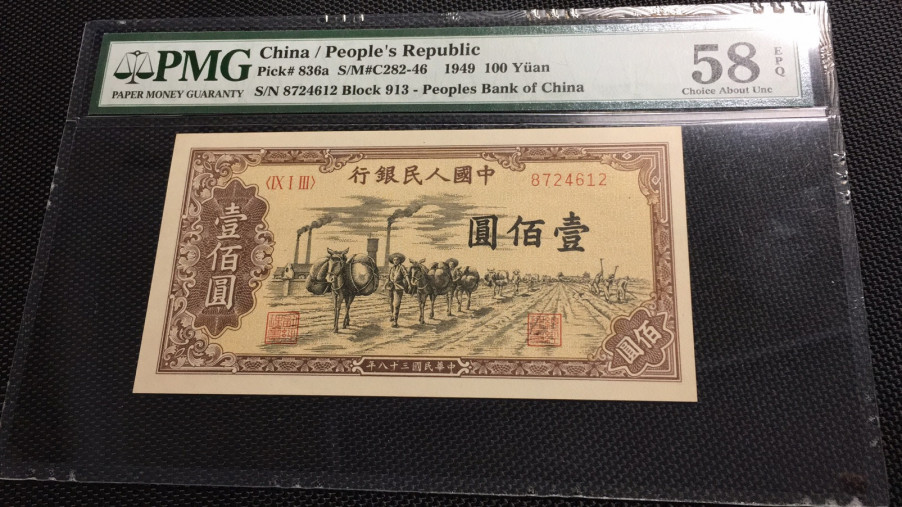 PMG
PAPER MONEY GUARANTY
China / People's Republic
Pick# 836a S/M#C282-46 1949 100 Yüan
S/N 8724612 Block 913 - Peoples Bank of China
58 EPQ
Choice About Unc
行銀民人國中
〈IX I III〉
8724612
圓佰壹
壹佰圓
佰圓
年八十三國民華中